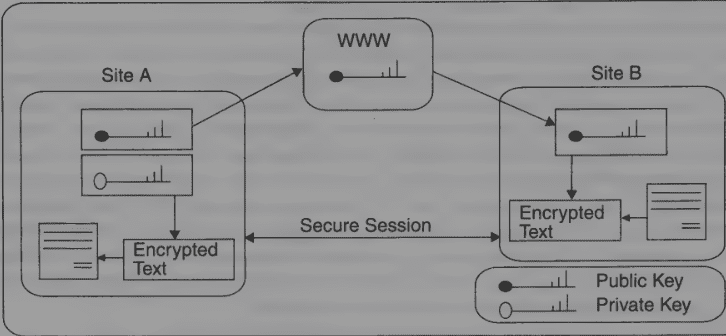 WWW
Site A
Site B
Secure Session
Encrypted
Text
Encrypted
Text
Public Key
Private Key